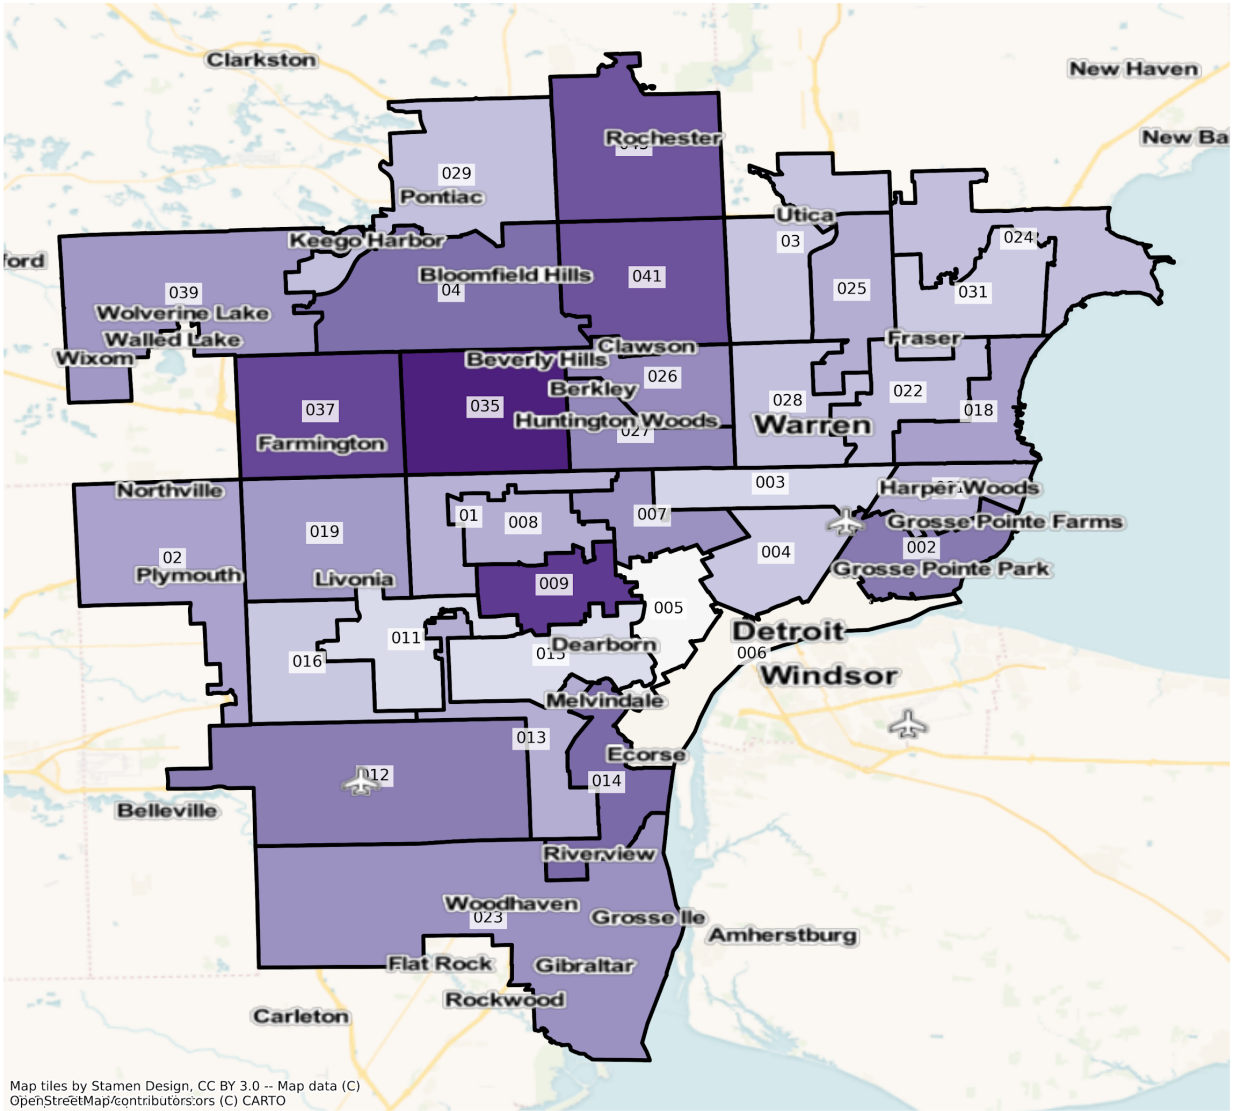 Clarkston
New Haven
Rochester
New Ba
029
Pontiac
Utica
Keego Harbor
03
024
ford
Bloomfield Hills
041
039
04
025
031
Wolverine Lake
Walled Lake
Fraser
Wixom
Beverly Hills
Clawson
026
Berkley
022
028
035
037
018
Huntington Woods
Warren
027
Farmington
003
Northville
Harper Woods
01
008
007
Grosse Pointe Farms
019
002
02
004
Plymouth
Livonia
009
Grosse Pointe Park
005
Detroit
011
Dearborn
006
016
015
Windsor
Melvindale
013
Ecorse
012
014
Belleville
Riverview
Woodhaven
023
Grosse Ile
Amherstburg
Flat Rock
Gibraltar
Rockwood
Carleton
Map tiles by Stamen Design, CC BY 3.0 -- Map data (C)
OpenStreetMap contributors (C) CARTO